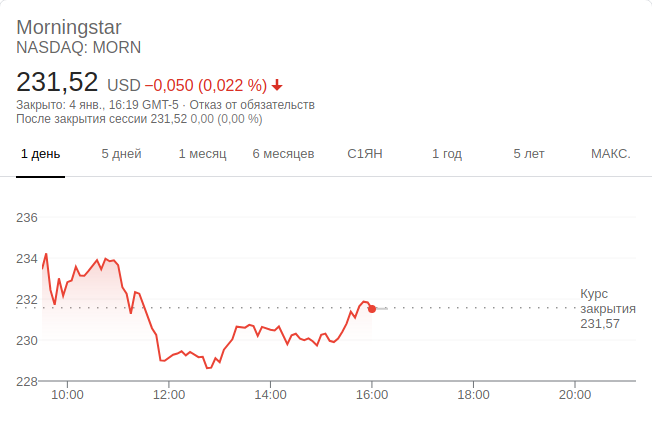 Morningstar
NASDAQ: MORN
231,52 USD −0,050 (0,022 %)
Закрыто: 4 янв., 16:19 GMT-5 · Отказ от обязательств
После закрытия сессии 231,52 0,00 (0,00 %)
1 день 5 дней 1 месяц 6 месяцев С1ЯН 1 год 5 лет МАКС.
236
234
232
230
228
Курс
закрытия
231,57
10:00 12:00 14:00 16:00 18:00 20:00